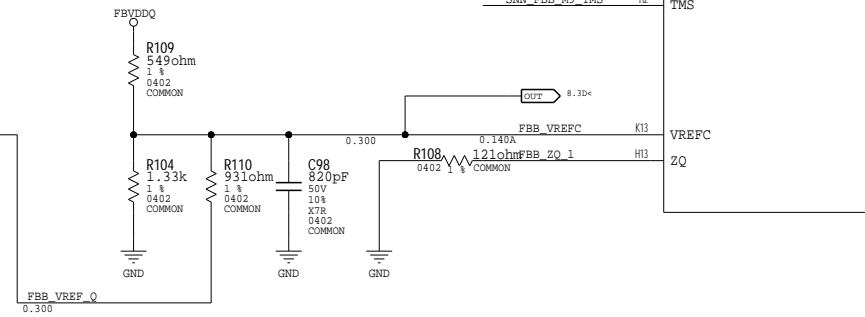 SNN_FBB_M9_TMS
TMS
FBVDDQ
R109
549ohm
1 %
0402
COMMON
OUT
8.3D<
FBB_VREFC
K13
VREFC
0.300
0.140A
R108
121ohm
FBB_ZQ_1
H13
ZQ
0402
1 %
COMMON
R104
1.33k
1 %
0402
COMMON
R110
931ohm
1 %
0402
COMMON
C98
820pF
50V
10%
X7R
0402
COMMON
GND
GND
GND
FBB_VREF_Q
0.300